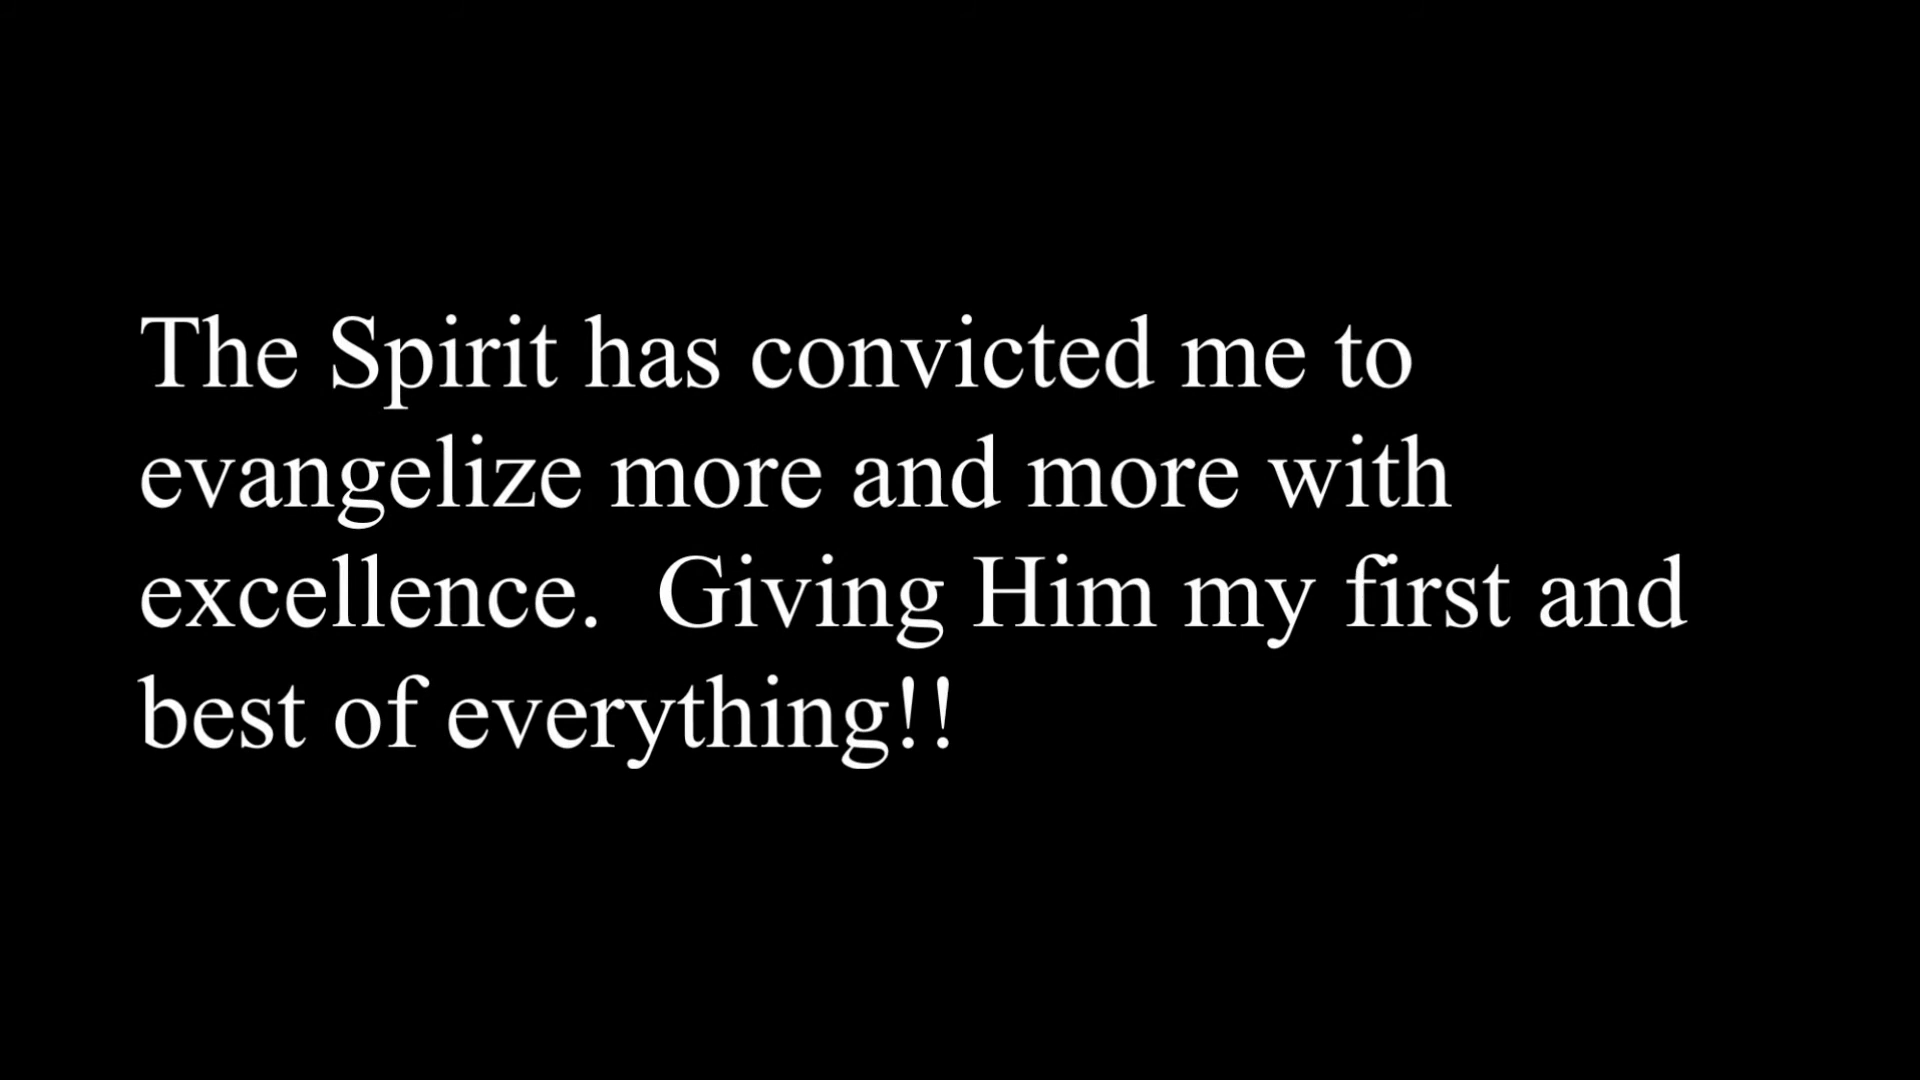 The Spirit has convicted me to
evangelize more and more with
excellence.  Giving Him my first and
best of everything!!